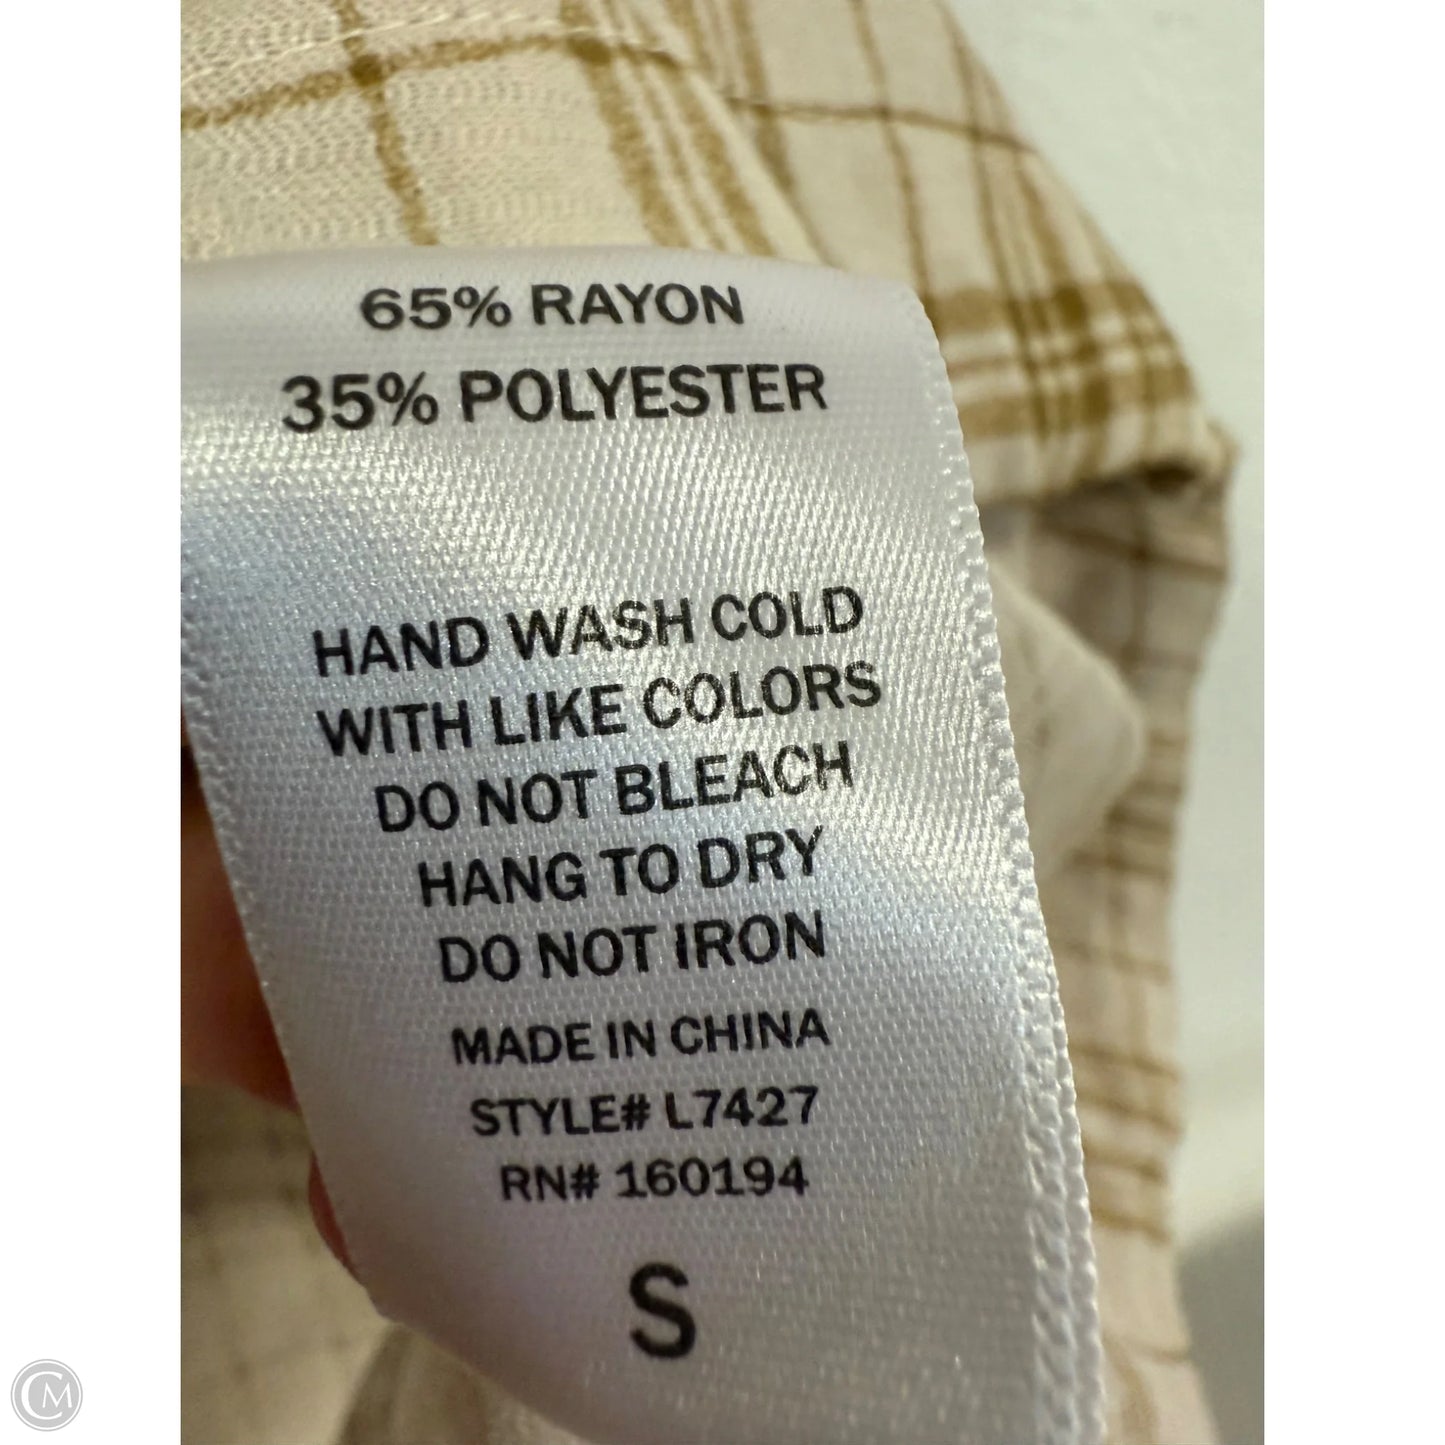 65% RAYON
35% POLYESTER
HAND WASH COLD
WITH LIKE COLORS
DO NOT BLEACH
HANG TO DRY
DO NOT IRON
MADE IN CHINA
STYLE# L7427
RN# 160194
S
CM